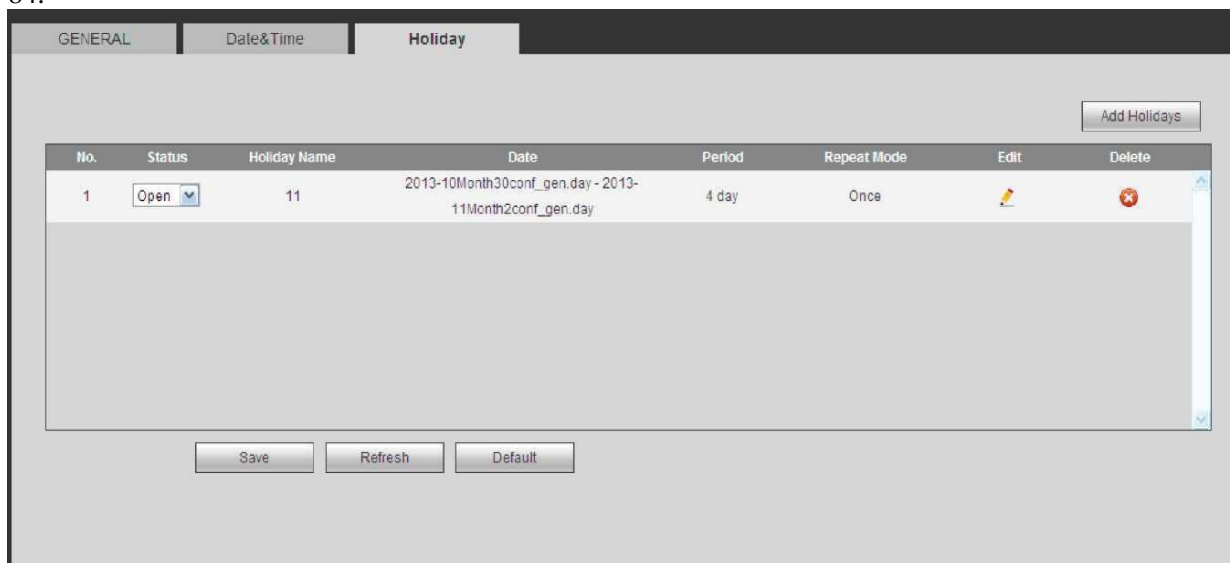 GENERAL Date&Time Holiday
Add Holidays
No. Status Holiday Name Date Period Repeat Mode Edit Delete
1 Open 11 2013-10Month30conf_gen.day - 2013- 4 day Once
11Month2conf_gen.day
Save Refresh Default